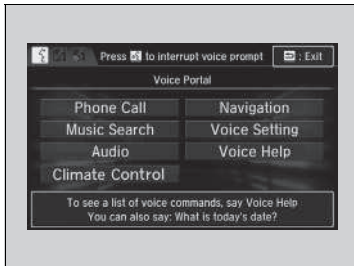 Press to interrupt voice prompt : Exit
Voice Portal
Phone Call Navigation
Music Search Voice Setting
Audio Voice Help
Climate Control
To see a list of voice commands, say Voice Help
You can also say: What is today's date?